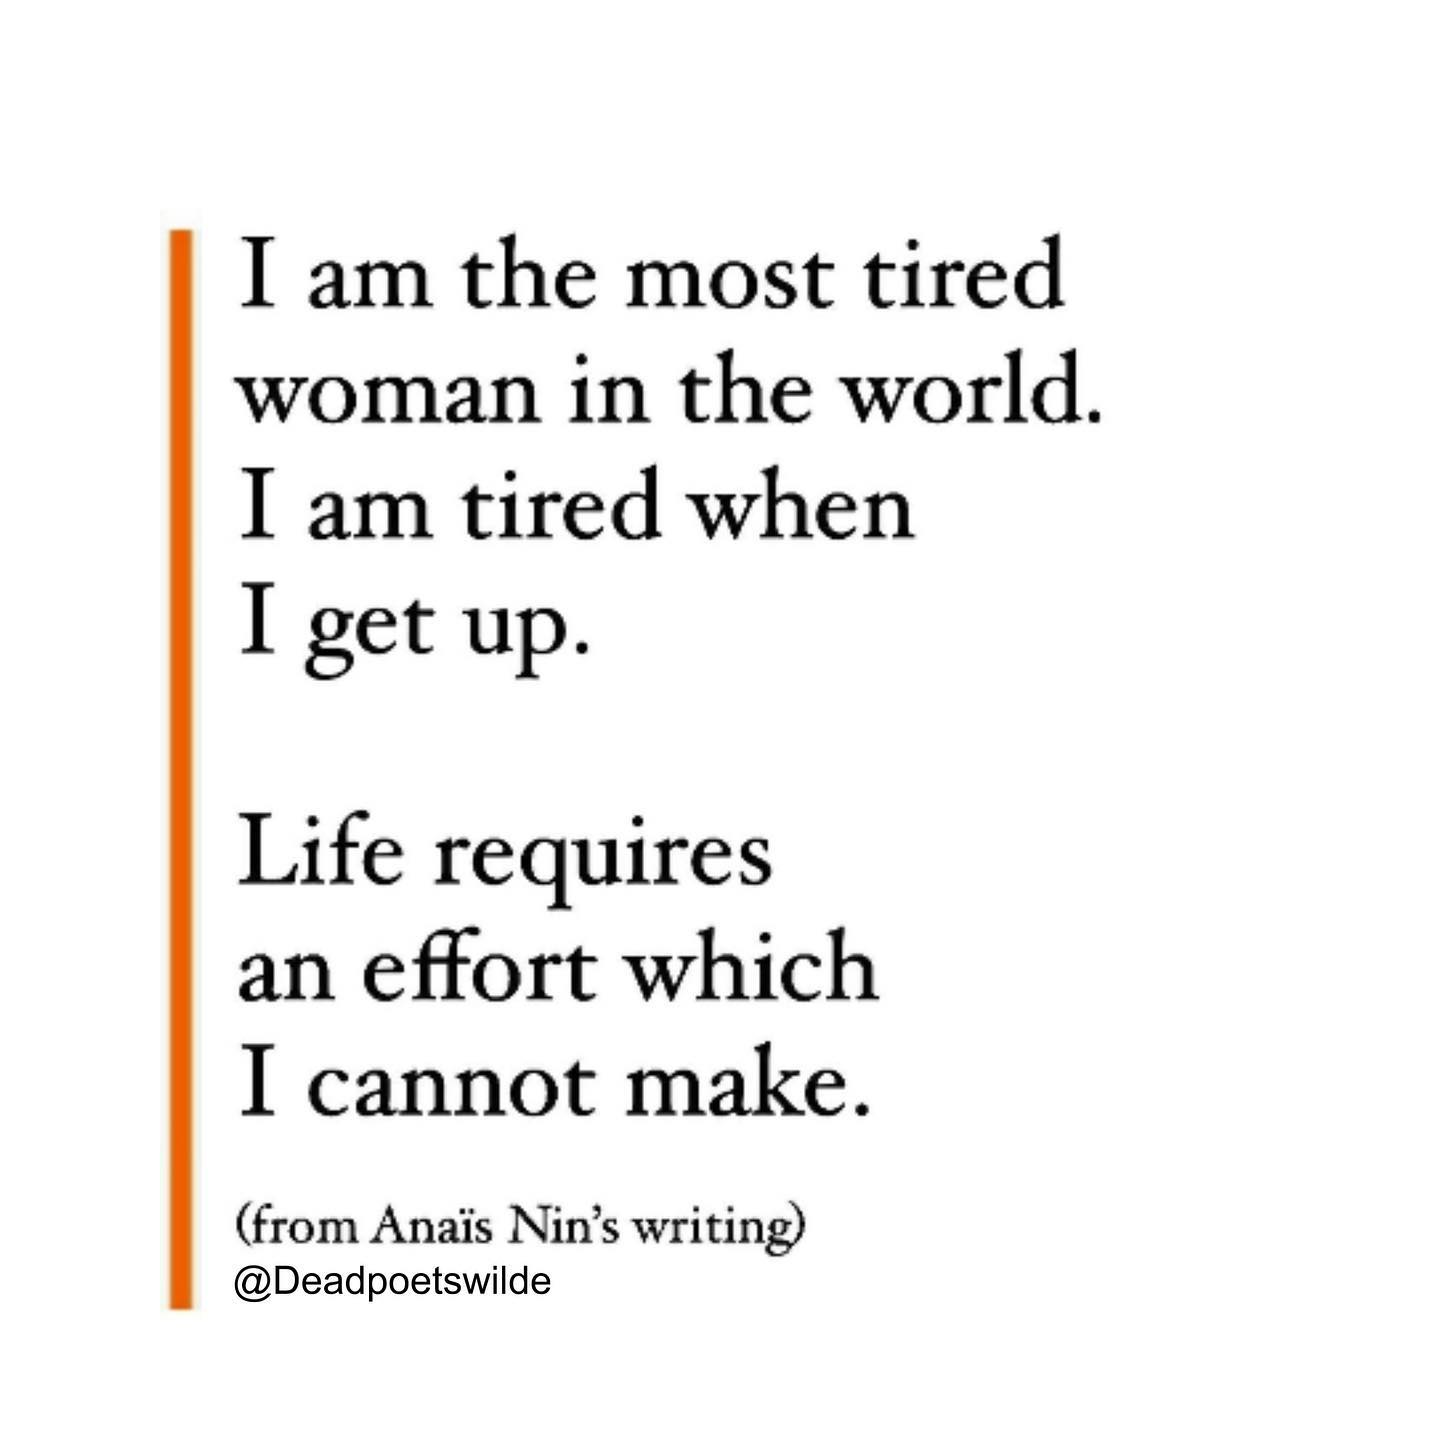 I am the most tired
woman in the world.
I am tired when
I get up.
Life requires
an effort which
I cannot make.
(from Anaïs Nin’s writing)
@Deadpoetswilde